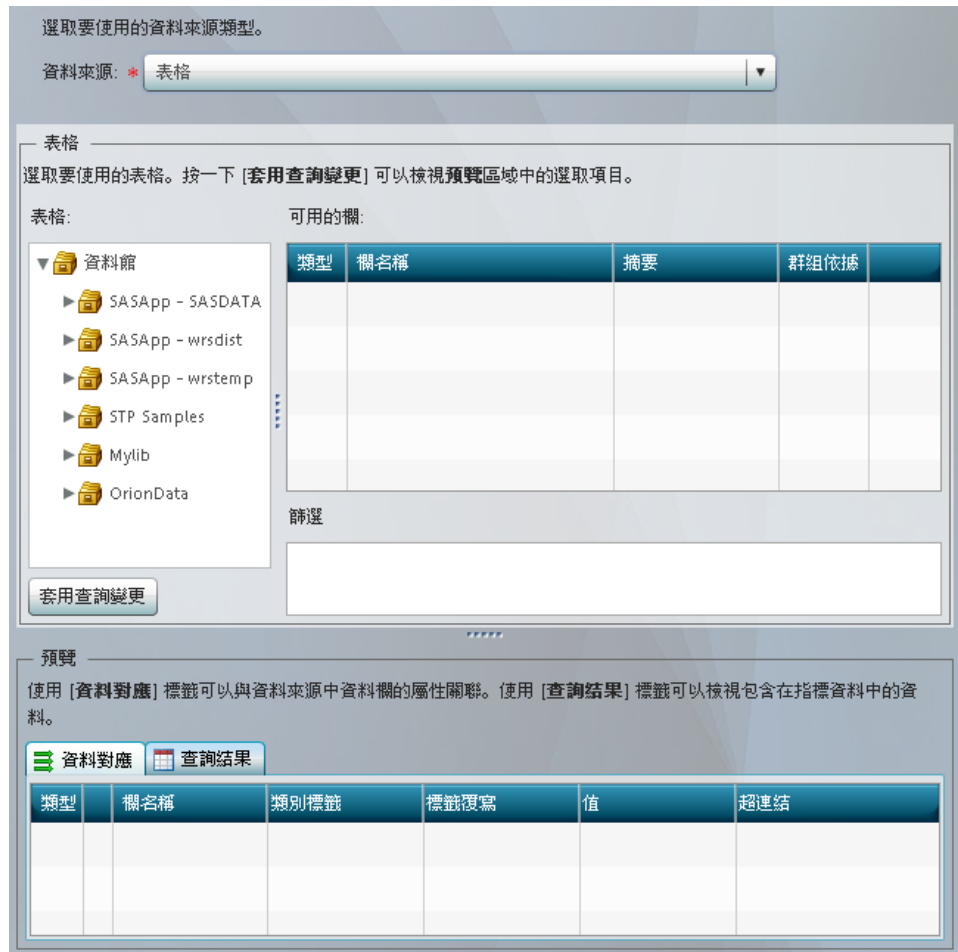 選取要使用的資料來源類型。
資料來源: * 表格
表格
選取要使用的表格。按一下 [套用查詢變更] 可以檢視預覽區域中的選取項目。
表格:
可用的欄:
資料館
SASApp - SASDATA
SASApp - wrsdist
SASApp - wrstemp
STP Samples
Mylib
OrionData
類型 欄名稱 摘要 群組依據
篩選
套用查詢變更
預覽
使用 [資料對應] 標籤可以與資料來源中資料欄的屬性關聯。使用 [查詢結果] 標籤可以檢視包含在指標資料中的資
料。
資料對應 查詢結果
類型 欄名稱 類別標籤 標籤覆寫 值 超連結